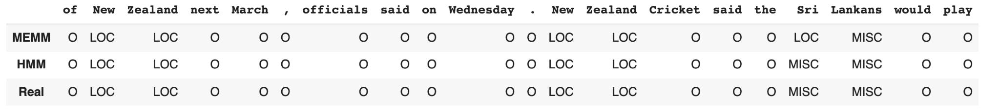 of New Zealand next March , officials said on Wednesday . New Zealand Cricket said the Sri Lankans would play
MEMM O LOC LOC O O O O O O O O LOC LOC O O O LOC MISC O O
HMM O LOC LOC O O O O O O O O LOC LOC O O O MISC MISC O O
Real O LOC LOC O O O O O O O O LOC LOC O O O MISC MISC O O